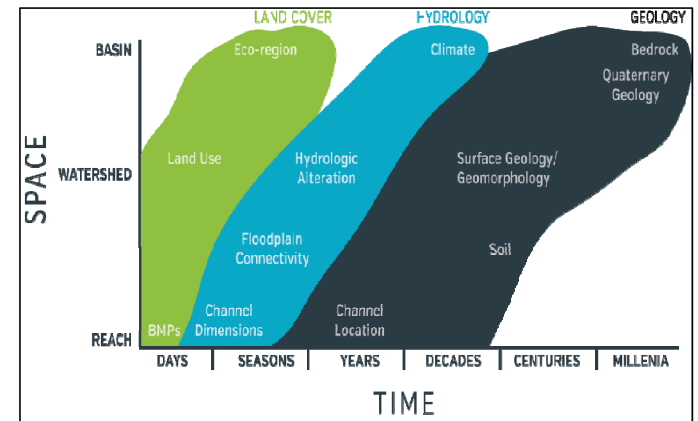 LAND COVER
HYDROLOGY
GEOLOGY
BASIN
Eco-region
Climate
Bedrock
Quaternary
Geology
SPACE
WATERSHED
Land Use
Hydrologic
Alteration
Surface Geology/
Geomorphology
Floodplain
Connectivity
Soil
REACH
BMPs
Channel
Dimensions
Channel
Location
DAYS
SEASONS
YEARS
DECADES
CENTURIES
MILLENIA
TIME